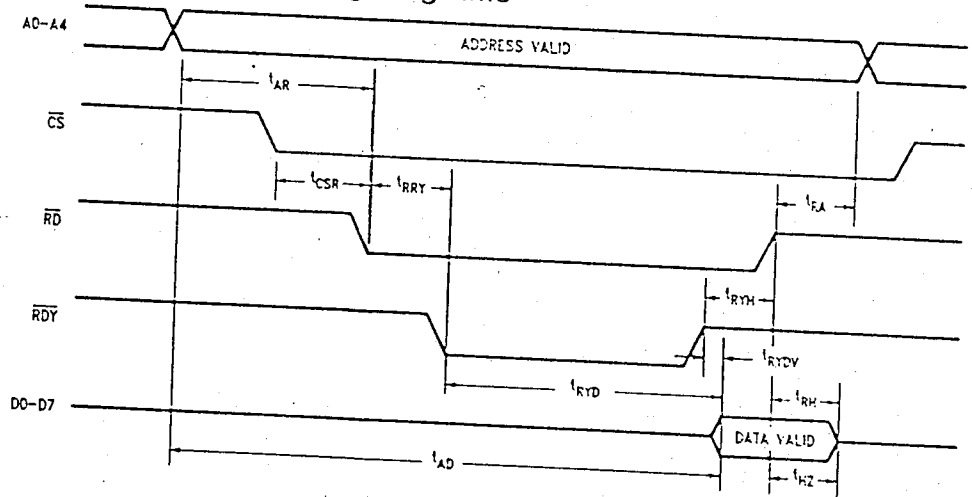 A0-A4
ADDRESS VALID
tAR
CS
tCSR
tRRY
tRA
RD
tRYH
RDY
tRYDV
tRYD
tRH
D0-D7
DATA VALID
tAD
tHZ